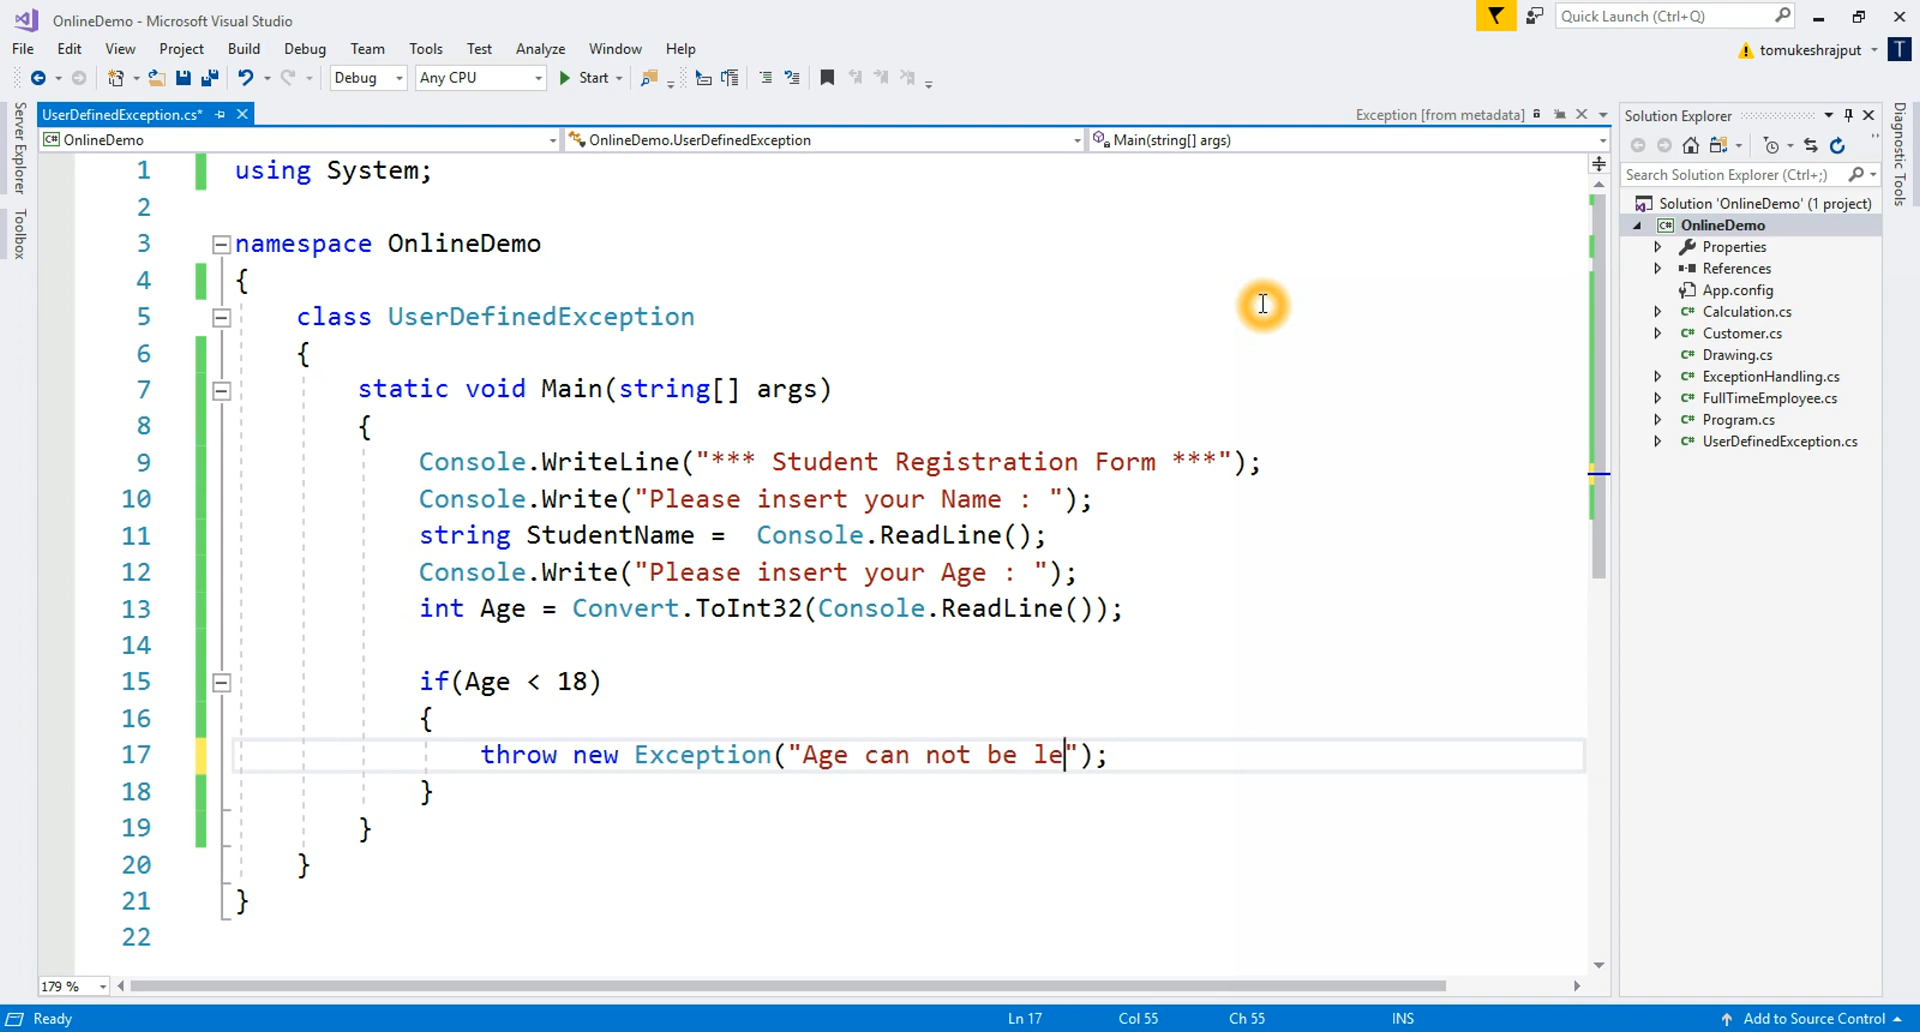 OnlineDemo - Microsoft Visual Studio
Quick Launch (Ctrl+Q)
File Edit View Project Build Debug Team Tools Test Analyze Window Help
tomukeshrajput T
Debug Any CPU Start
UserDefinedException.cs*
Exception [from metadata]
OnlineDemo
OnlineDemo.UserDefinedException
Main(string[] args)
Server Explorer
Toolbox
1 using System;
2
3 namespace OnlineDemo
4 {
5 class UserDefinedException
6 {
7 static void Main(string[] args)
8 {
9 Console.WriteLine("*** Student Registration Form ***");
10 Console.Write("Please insert your Name : ");
11 string StudentName =  Console.ReadLine();
12 Console.Write("Please insert your Age : ");
13 int Age = Convert.ToInt32(Console.ReadLine());
14
15 if(Age < 18)
16 {
17 throw new Exception("Age can not be le");
18 }
19 }
20 }
21 }
22
179 %
Solution Explorer
Search Solution Explorer (Ctrl+;)
Solution 'OnlineDemo' (1 project)
C# OnlineDemo
Properties
References
App.config
C# Calculation.cs
C# Customer.cs
C# Drawing.cs
C# ExceptionHandling.cs
C# FullTimeEmployee.cs
C# Program.cs
C# UserDefinedException.cs
Diagnostic Tools
Ready
Ln 17 Col 55 Ch 55 INS
Add to Source Control